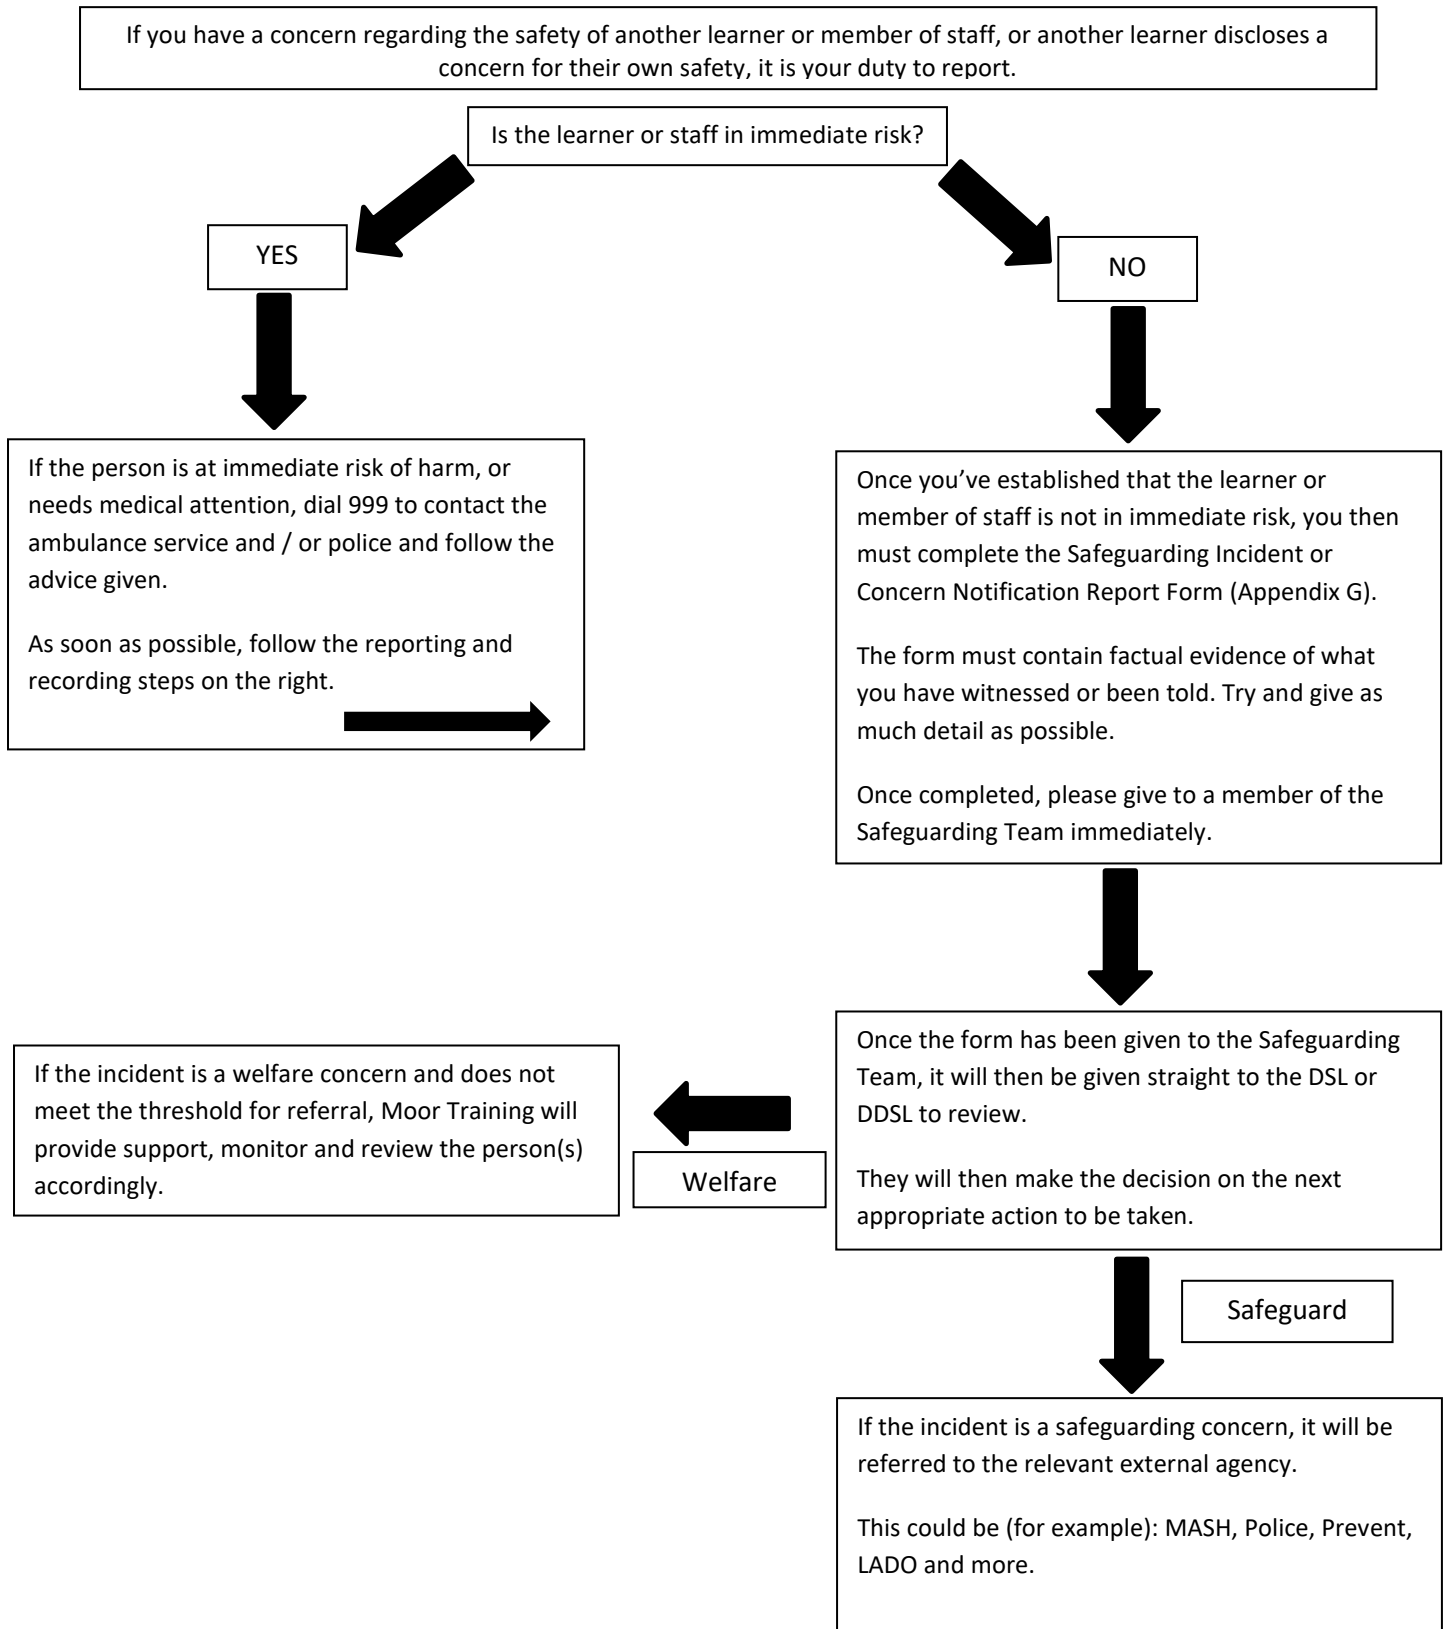 If you have a concern regarding the safety of another learner or member of staff, or another learner discloses a
concern for their own safety, it is your duty to report.
Is the learner or staff in immediate risk?
YES
NO
If the person is at immediate risk of harm, or
needs medical attention, dial 999 to contact the
ambulance service and / or police and follow the
advice given.
As soon as possible, follow the reporting and
recording steps on the right.
Once you’ve established that the learner or
member of staff is not in immediate risk, you then
must complete the Safeguarding Incident or
Concern Notification Report Form (Appendix G).
The form must contain factual evidence of what
you have witnessed or been told. Try and give as
much detail as possible.
Once completed, please give to a member of the
Safeguarding Team immediately.
Once the form has been given to the Safeguarding
Team, it will then be given straight to the DSL or
DDSL to review.
They will then make the decision on the next
appropriate action to be taken.
Welfare
If the incident is a welfare concern and does not
meet the threshold for referral, Moor Training will
provide support, monitor and review the person(s)
accordingly.
Safeguard
If the incident is a safeguarding concern, it will be
referred to the relevant external agency.
This could be (for example): MASH, Police, Prevent,
LADO and more.